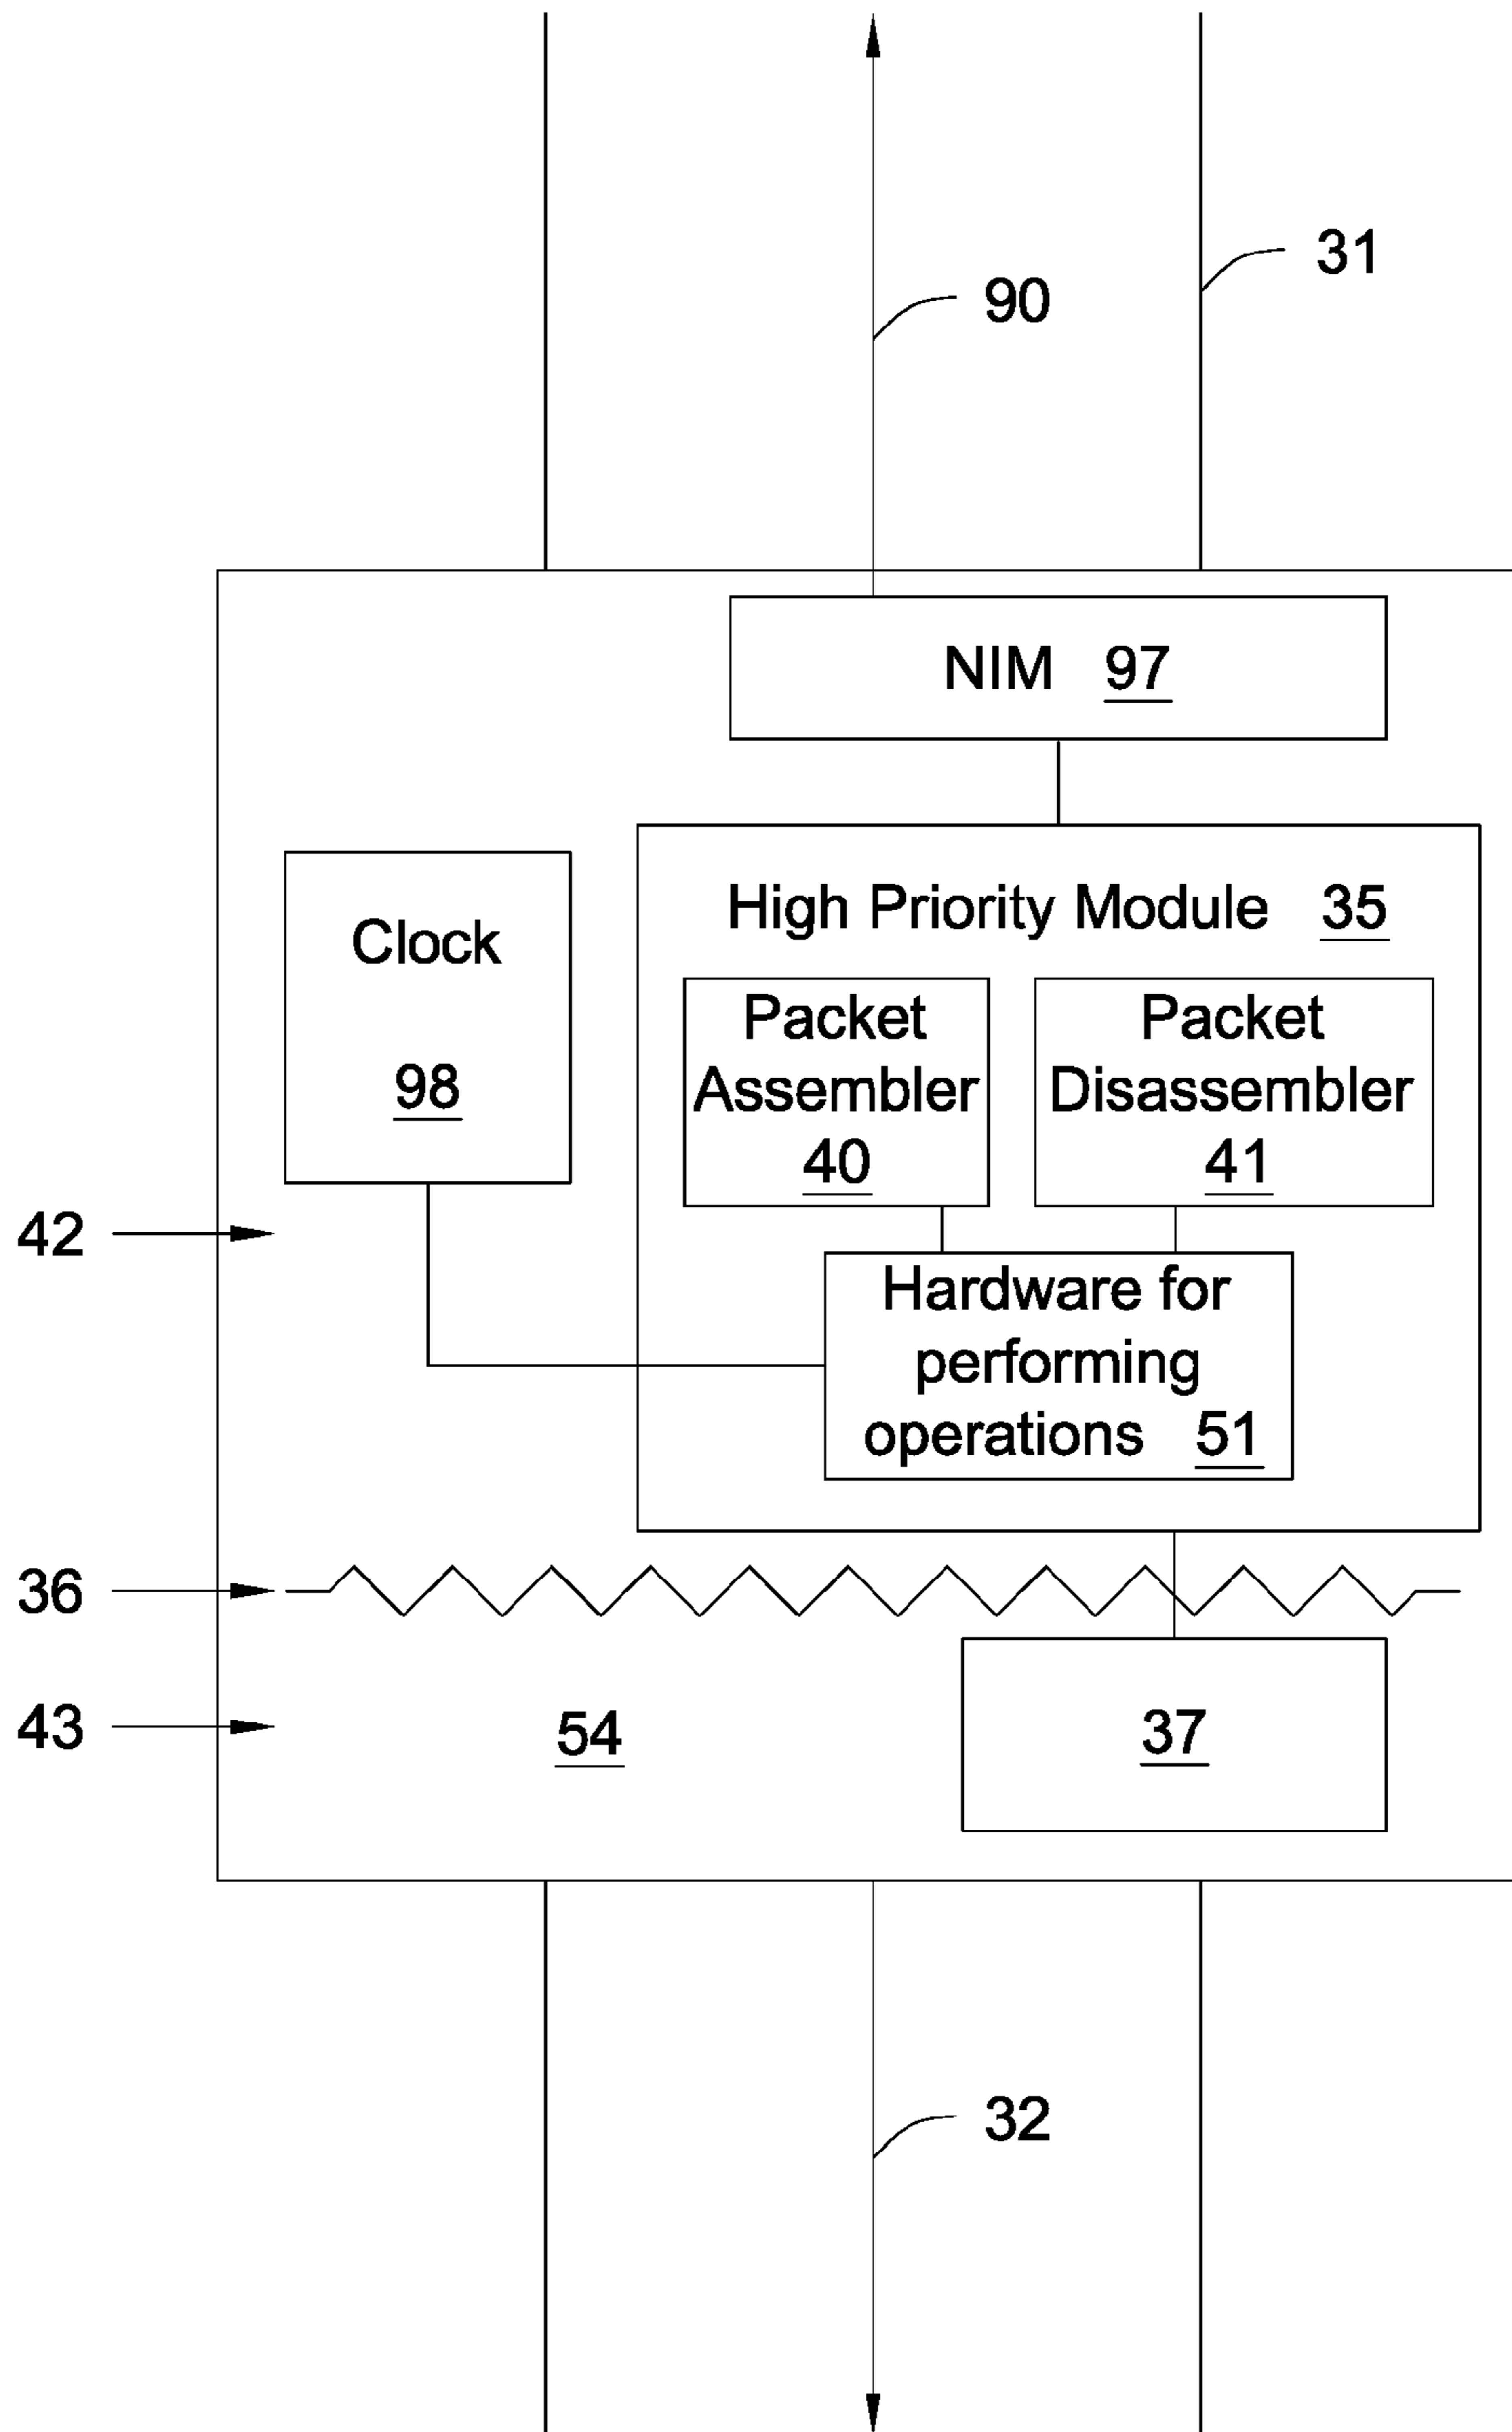 31
90
NIM 97
High Priority Module 35
Clock
98
Packet
Assembler
40
Packet
Disassembler
41
42
Hardware for
performing
operations 51
36
43
54
37
32